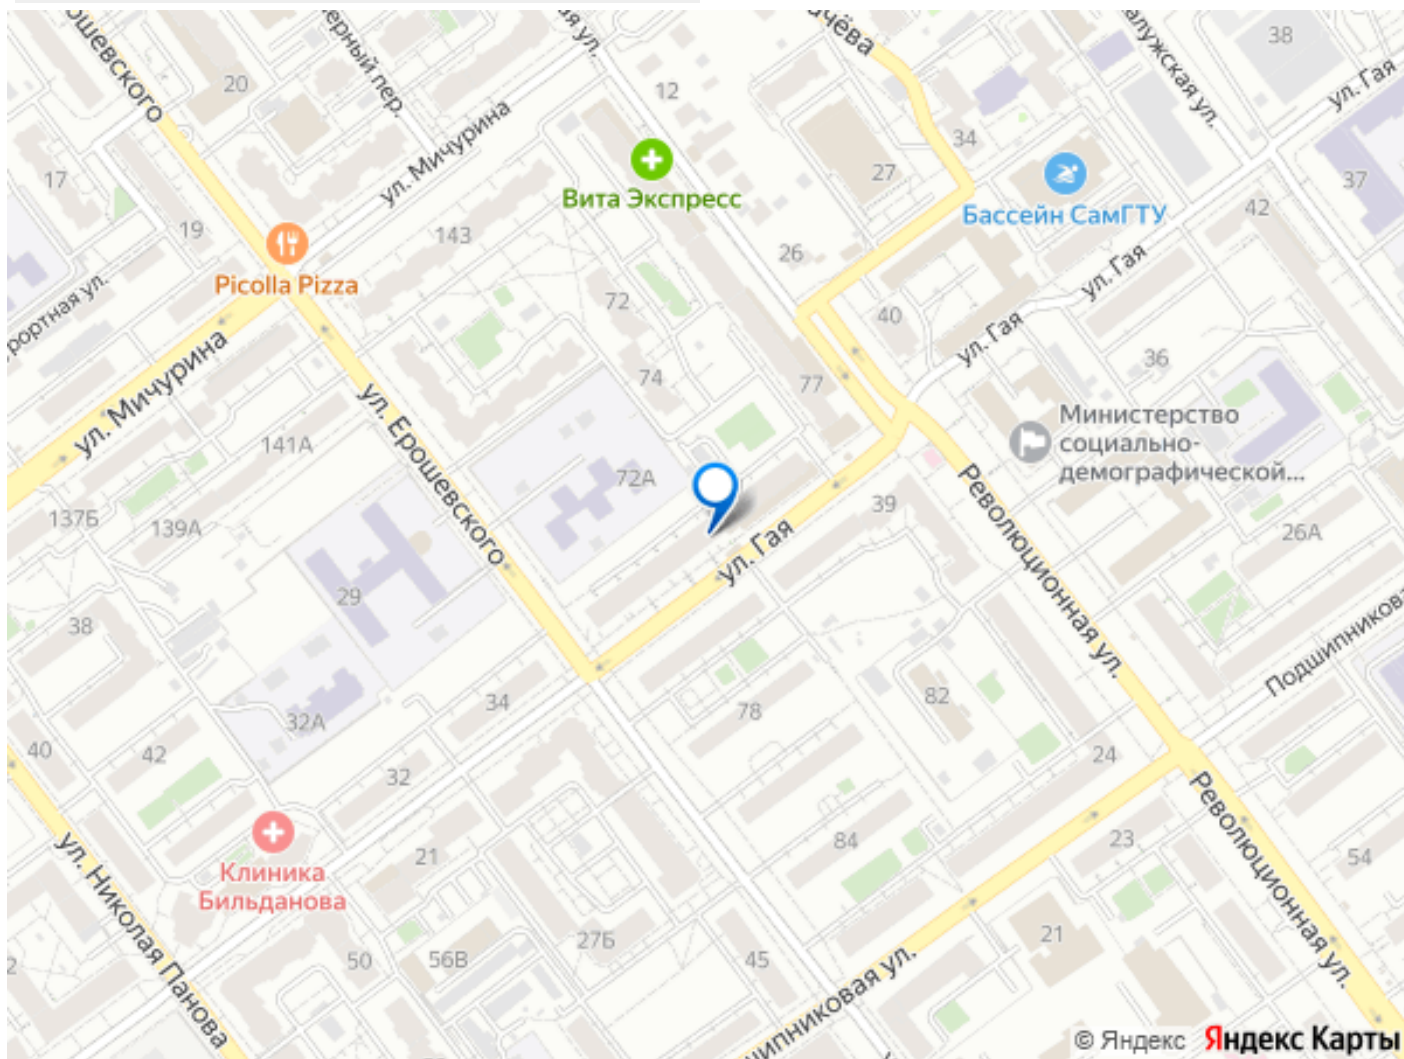 20
12
38
ул. Гая
ул. Мичурина
34
27
37
17
Вита Экспресс
Бассейн СамГТУ
42
19
143
26
Picolla Pizza
ул. Гая
72
40
ул. Гая
36
ул. Мичурина
74
77
Министерство
социально-
демографической...
141А
ул. Ерошевского
72А
39
137Б
139А
26А
ул. Гая
Революционная ул.
29
38
32А
34
78
82
40
42
32
24
Революционная ул.
ул. Николая Панова
Клиника
Бильданова
21
84
23
54
27Б
21
50
56В
45
© Яндекс Яндекс Карты